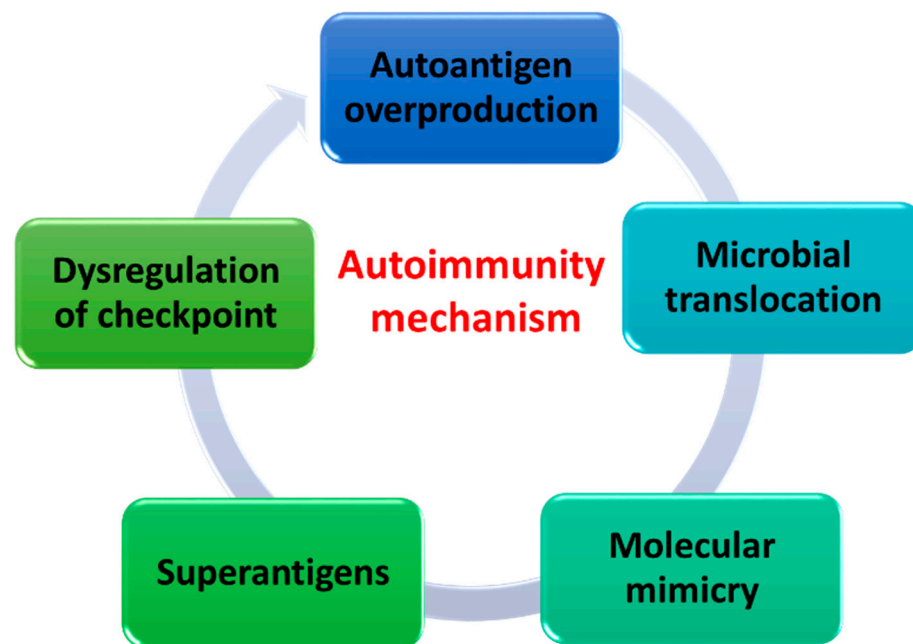 Autoantigen
overproduction
Microbial
translocation
Molecular
mimicry
Superantigens
Dysregulation
of checkpoint
Autoimmunity
mechanism